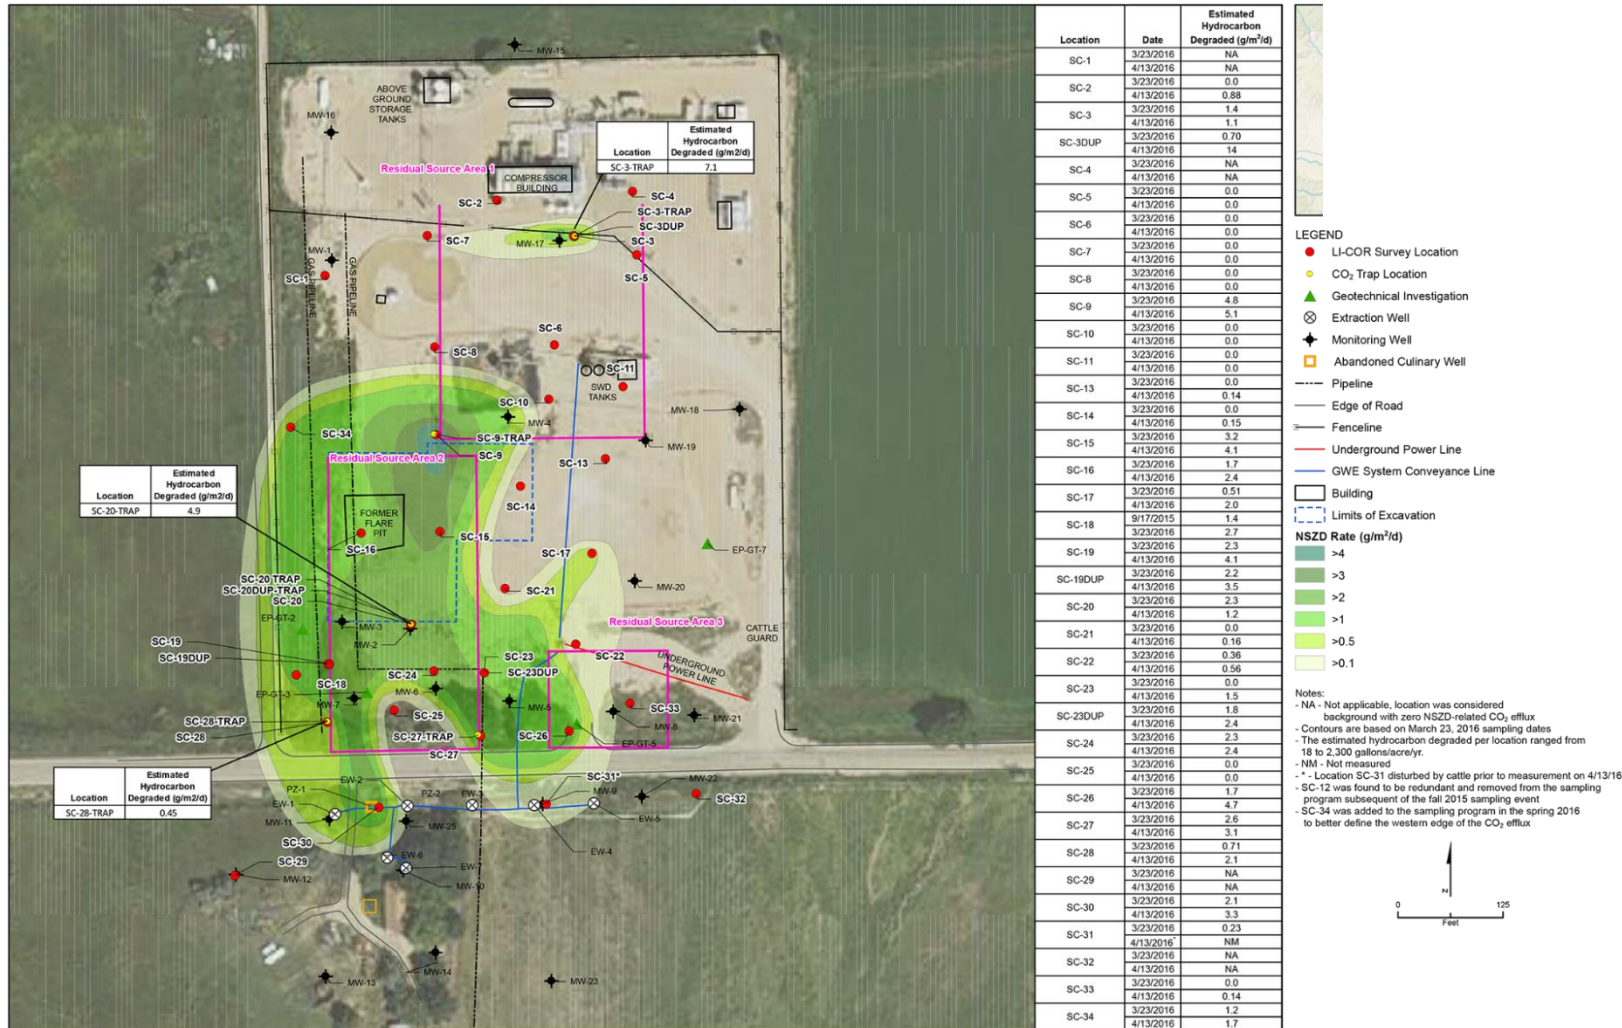 MW-15
ABOVE
GROUND
STORAGE
TANKS
MW-16
Location
Estimated
Hydrocarbon
Degraded (g/m2/d)
SC-3-TRAP
7.1
Residual Source Area 1
COMPRESSOR
BUILDING
SC-2
SC-4
SC-3-TRAP
SC-3DUP
SC-3
SC-7
MW-17
MW-1
SC-1
GAS PIPELINE
GAS PIPELINE
SC-5
SC-6
SC-8
SC-11
SWD
TANKS
SC-10
MW-4
MW-18
SC-34
SC-9-TRAP
MW-19
SC-9
Residual Source Area 2
SC-13
Location
Estimated
Hydrocarbon
Degraded (g/m2/d)
SC-20-TRAP
4.9
SC-14
FORMER
FLARE
PIT
SC-16
SC-15
SC-17
EP-GT-7
SC-20 TRAP
SC-20DUP-TRAP
SC-20
MW-20
SC-21
EP-GT-2
MW-3
MW-2
Residual Source Area 3
CATTLE
GUARD
SC-19
SC-19DUP
SC-23
SC-22
UNDERGROUND
POWER LINE
SC-24
SC-23DUP
SC-18
EP-GT-3
MW-7
MW-6
MW-5
SC-33
SC-25
MW-8
MW-21
SC-28-TRAP
SC-28
SC-27-TRAP
SC-26
EP-GT-5
SC-27
Location
Estimated
Hydrocarbon
Degraded (g/m2/d)
SC-28-TRAP
0.45
EW-2
SC-31*
MW-22
PZ-1
PZ-2
EW-3
MW-9
SC-32
EW-1
MW-11
EW-5
MW-25
SC-30
EW-4
EW-6
SC-29
MW-12
EW-7
MW-10
MW-14
MW-13
MW-23
Location Date Estimated Hydrocarbon Degraded (g/m²/d)
SC-1 3/23/2016 NA
4/13/2016 NA
SC-2 3/23/2016 0.0
4/13/2016 0.88
SC-3 3/23/2016 1.4
4/13/2016 1.1
SC-3DUP 3/23/2016 0.70
4/13/2016 14
SC-4 3/23/2016 NA
4/13/2016 NA
SC-5 3/23/2016 0.0
4/13/2016 0.0
SC-6 3/23/2016 0.0
4/13/2016 0.0
SC-7 3/23/2016 0.0
4/13/2016 0.0
SC-8 3/23/2016 0.0
4/13/2016 0.0
SC-9 3/23/2016 4.8
4/13/2016 5.1
SC-10 3/23/2016 0.0
4/13/2016 0.0
SC-11 3/23/2016 0.0
4/13/2016 0.0
SC-13 3/23/2016 0.0
4/13/2016 0.14
SC-14 3/23/2016 0.0
4/13/2016 0.15
SC-15 3/23/2016 3.2
4/13/2016 4.1
SC-16 3/23/2016 1.7
4/13/2016 2.4
SC-17 3/23/2016 0.51
4/13/2016 2.0
SC-18 9/17/2015 1.4
3/23/2016 2.7
SC-19 3/23/2016 2.3
4/13/2016 4.1
SC-19DUP 3/23/2016 2.2
4/13/2016 3.5
SC-20 3/23/2016 2.3
4/13/2016 1.2
SC-21 3/23/2016 0.0
4/13/2016 0.16
SC-22 3/23/2016 0.36
4/13/2016 0.56
SC-23 3/23/2016 0.0
4/13/2016 1.5
SC-23DUP 3/23/2016 1.8
4/13/2016 2.4
SC-24 3/23/2016 2.3
4/13/2016 2.4
SC-25 3/23/2016 0.0
4/13/2016 0.0
SC-26 3/23/2016 1.7
4/13/2016 4.7
SC-27 3/23/2016 2.6
4/13/2016 3.1
SC-28 3/23/2016 0.71
4/13/2016 2.1
SC-29 3/23/2016 NA
4/13/2016 NA
SC-30 3/23/2016 2.1
4/13/2016 3.3
SC-31 3/23/2016 0.23
4/13/2016* NM
SC-32 3/23/2016 NA
4/13/2016 NA
SC-33 3/23/2016 0.0
4/13/2016 0.14
SC-34 3/23/2016 1.2
4/13/2016 1.7
LEGEND
LI-COR Survey Location
CO₂ Trap Location
Geotechnical Investigation
Extraction Well
Monitoring Well
Abandoned Culinary Well
Pipeline
Edge of Road
Fenceline
Underground Power Line
GWE System Conveyance Line
Building
Limits of Excavation
NSZD Rate (g/m²/d)
>4
>3
>2
>1
>0.5
>0.1
Notes:
- NA - Not applicable, location was considered
background with zero NSZD-related CO₂ efflux
- Contours are based on March 23, 2016 sampling dates
- The estimated hydrocarbon degraded per location ranged from
18 to 2,300 gallons/acre/yr.
- NM - Not measured
- * - Location SC-31 disturbed by cattle prior to measurement on 4/13/16
- SC-12 was found to be redundant and removed from the sampling
program subsequent of the fall 2015 sampling event
- SC-34 was added to the sampling program in the spring 2016
to better define the western edge of the CO₂ efflux
N
0 125
Feet